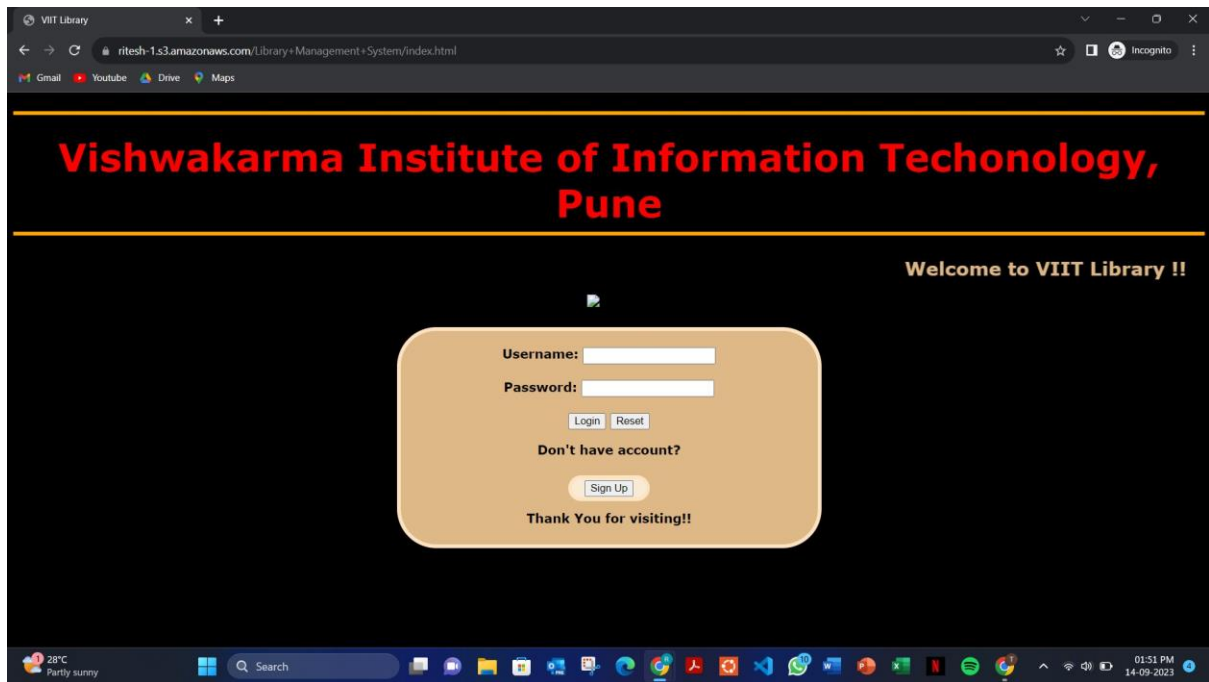 VIIT Library
ritesh-1.s3.amazonaws.com/Library+Management+System/index.html
Incognito
Gmail Youtube Drive Maps
Vishwakarma Institute of Information Techonology,
Pune
Welcome to VIIT Library !!
Username:
Password:
Login Reset
Don't have account?
Sign Up
Thank You for visiting!!
28°C
Partly sunny
Search
01:51 PM
14-09-2023